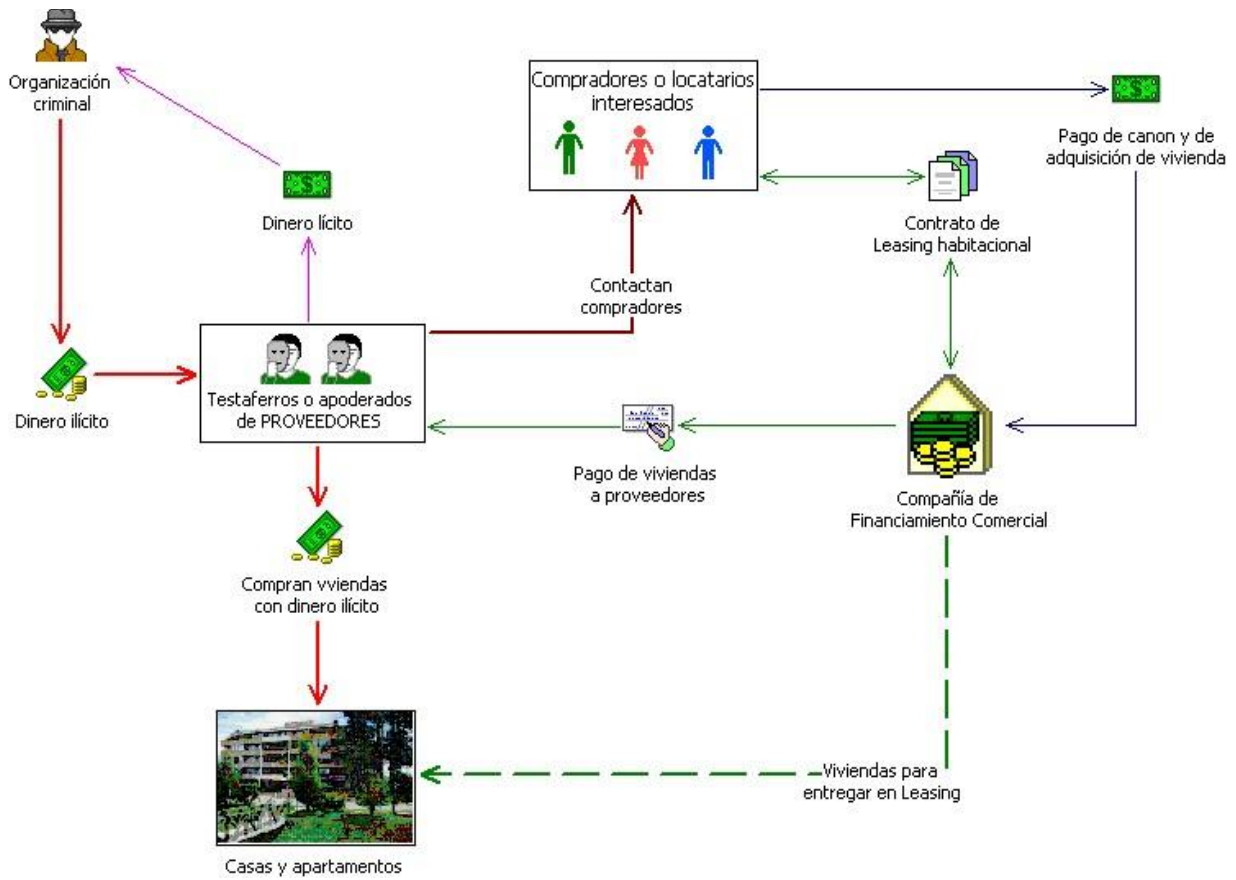 Organización
criminal
Compradores o locatarios
interesados
Pago de canon y de
adquisición de vivienda
Dinero lícito
Contrato de
Leasing habitacional
Contactan
compradores
Dinero ilícito
Testaferros o apoderados
de PROVEEDORES
Pago de viviendas
a proveedores
Compañía de
Financiamiento Comercial
Compran vviendas
con dinero ilícito
Viviendas para
entregar en Leasing
Casas y apartamentos